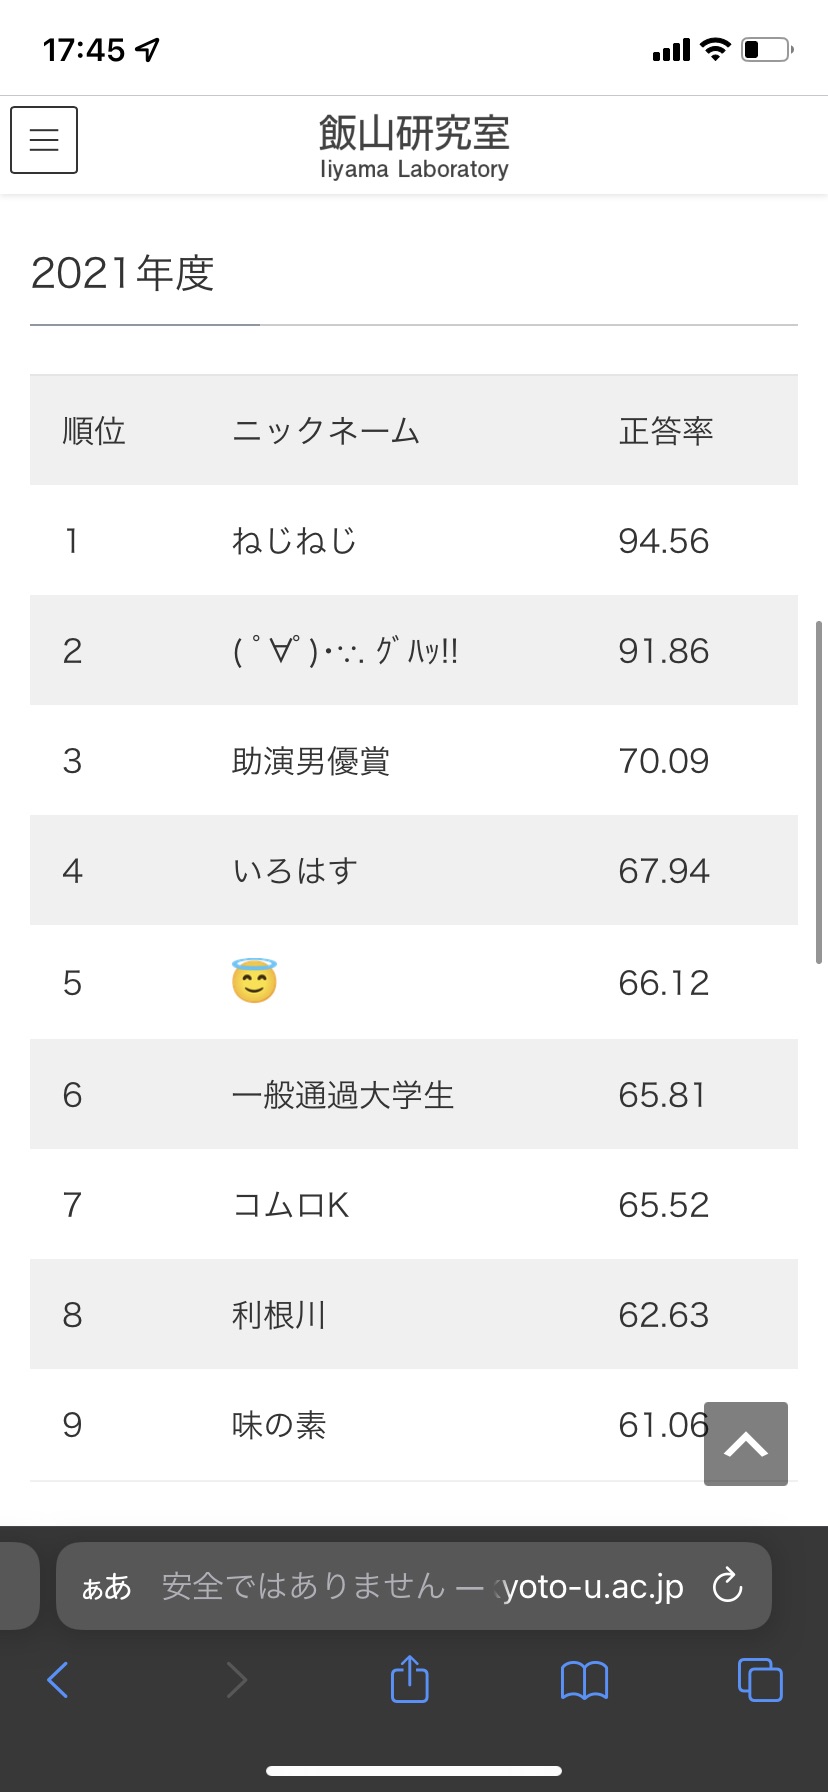 17:45
飯山研究室
Iiyama Laboratory
2021年度
順位 ニックネーム 正答率
1 ねじねじ 94.56
2 ( ﾟ∀ﾟ)･∵. ｸﾞﾊｯ!! 91.86
3 助演男優賞 70.09
4 いろはす 67.94
5 😇 66.12
6 一般通過大学生 65.81
7 コムロK 65.52
8 利根川 62.63
9 味の素 61.06
ぁあ 安全ではありません — kyoto-u.ac.jp